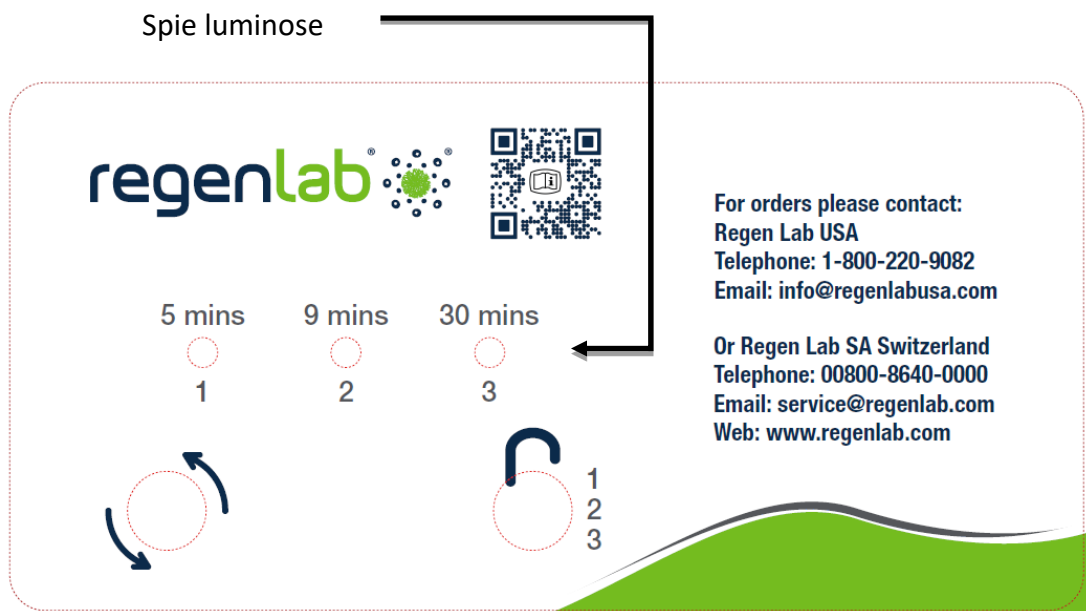 Spie luminose
regenlab® ®
5 mins 9 mins 30 mins
1 2 3
1
2
3
For orders please contact:
Regen Lab USA
Telephone: 1-800-220-9082
Email: info@regenlabusa.com
Or Regen Lab SA Switzerland
Telephone: 00800-8640-0000
Email: service@regenlab.com
Web: www.regenlab.com